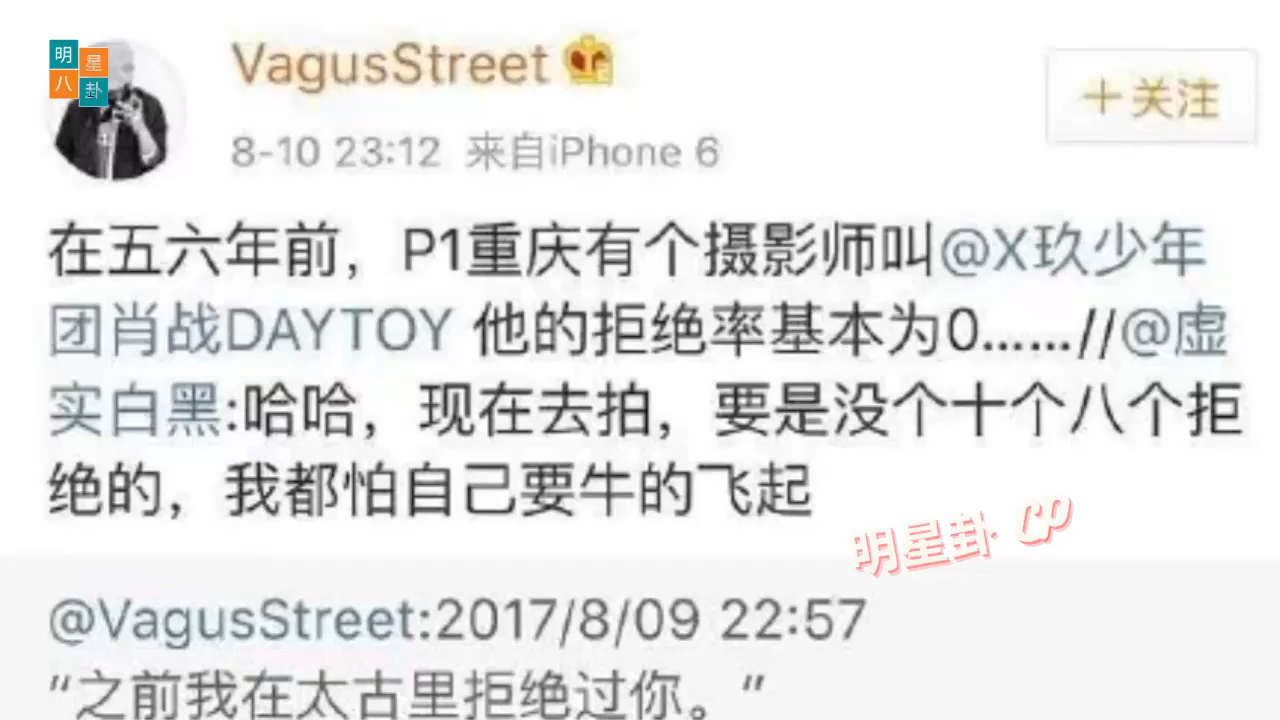 明星
八卦
VagusStreet
+关注
8-10 23:12 来自iPhone 6
在五六年前，P1重庆有个摄影师叫@X玖少年
团肖战DAYTOY 他的拒绝率基本为0……//@虚
实白黑:哈哈，现在去拍，要是没个十个八个拒
绝的，我都怕自己要牛的飞起
明星卦 CP
@VagusStreet:2017/8/09 22:57
“之前我在太古里拒绝过你。”